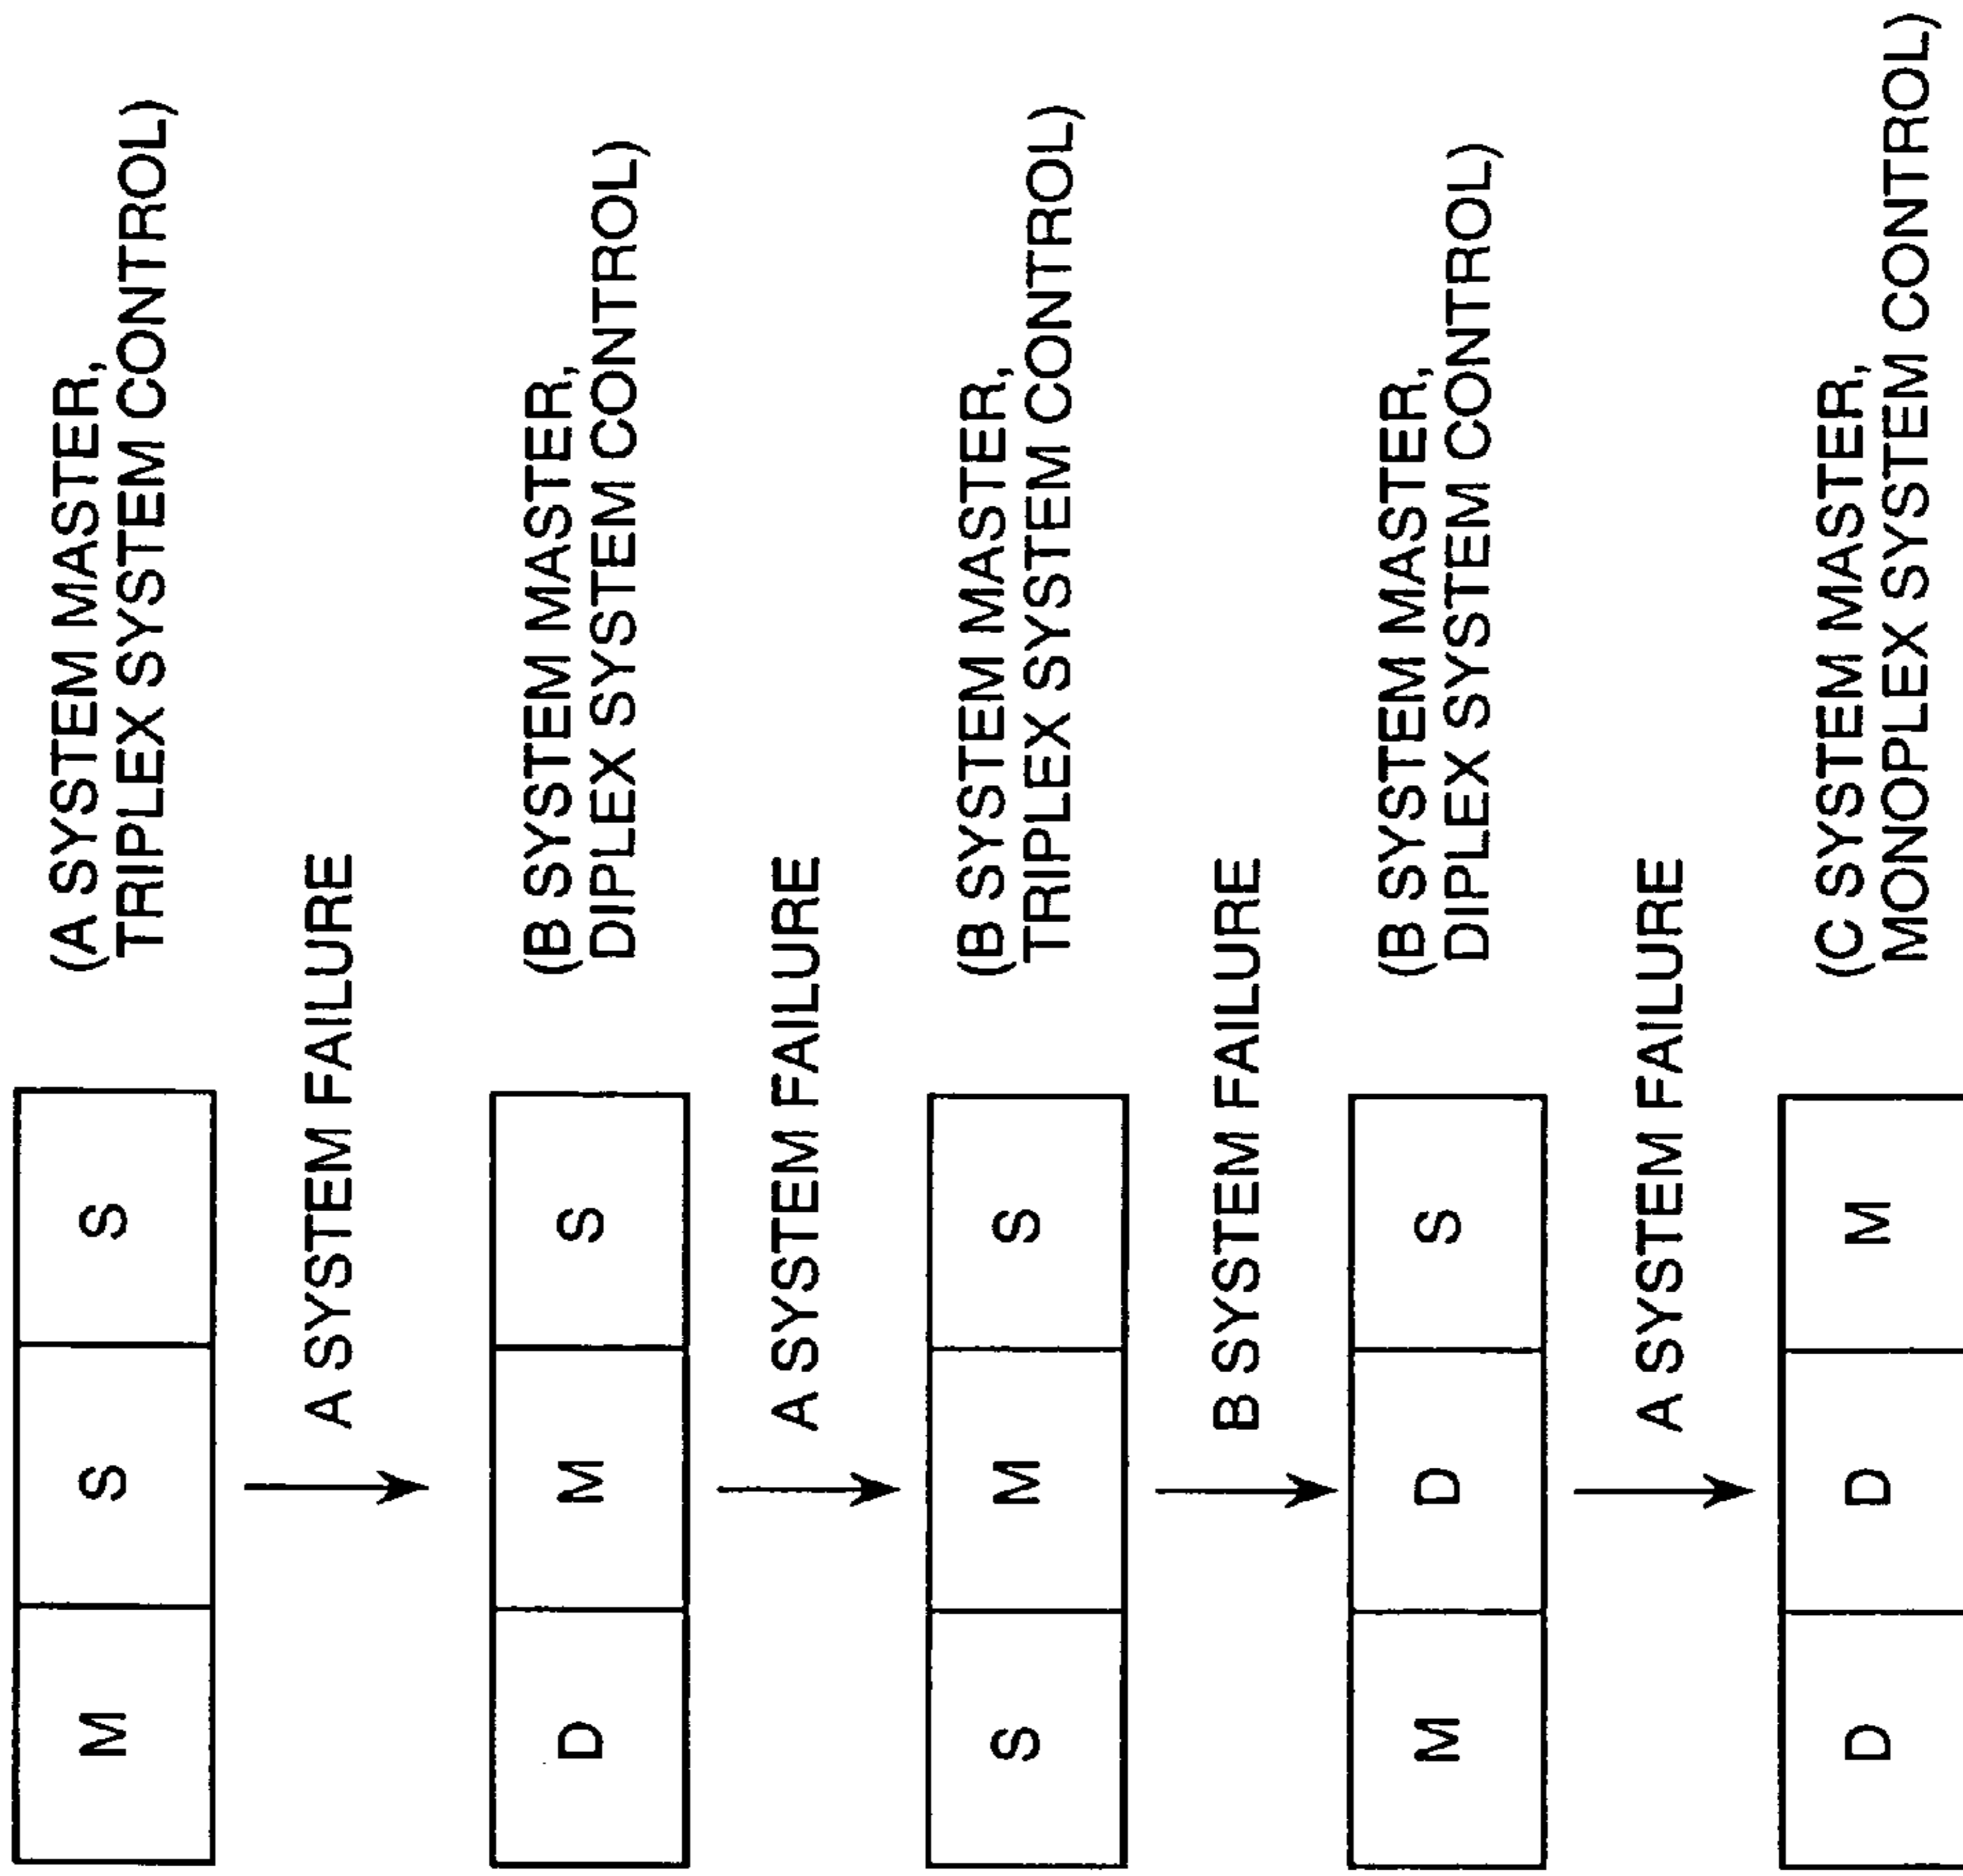 M S S
(A SYSTEM MASTER,
TRIPLEX SYSTEM CONTROL)
A SYSTEM FAILURE
D M S
(B SYSTEM MASTER,
DIPLEX SYSTEM CONTROL)
A SYSTEM FAILURE
S M S
(B SYSTEM MASTER,
TRIPLEX SYSTEM CONTROL)
B SYSTEM FAILURE
M D S
(B SYSTEM MASTER,
DIPLEX SYSTEM CONTROL)
A SYSTEM FAILURE
D D M
(C SYSTEM MASTER,
MONOPLEX SYSTEM CONTROL)